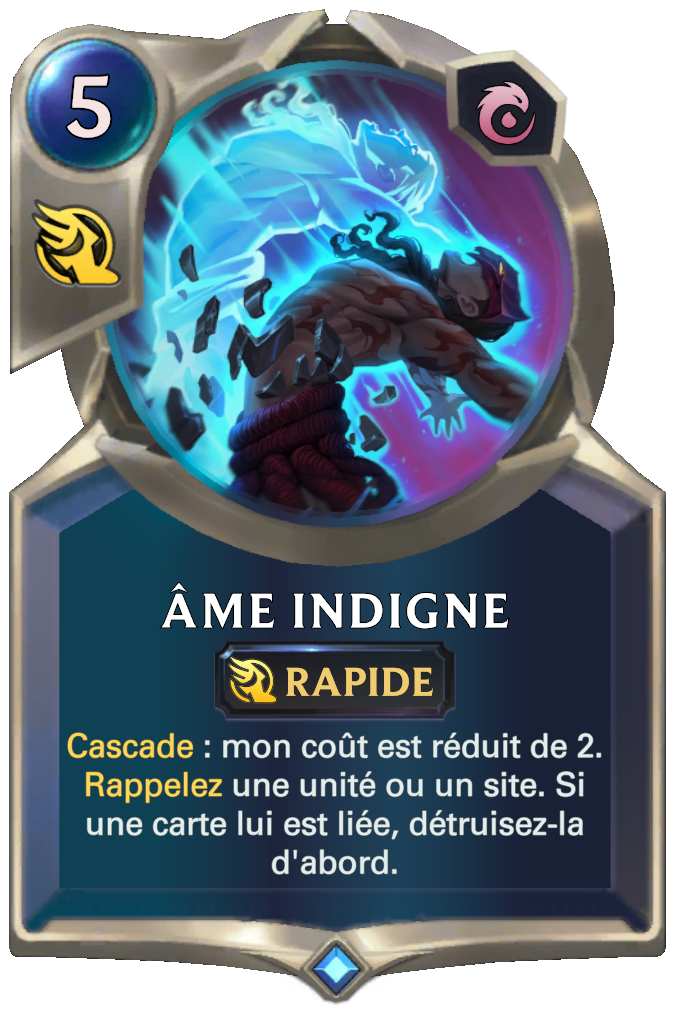 5
ÂME INDIGNE
RAPIDE
Cascade : mon coût est réduit de 2.
Rappelez une unité ou un site. Si
une carte lui est liée, détruisez-la
d'abord.